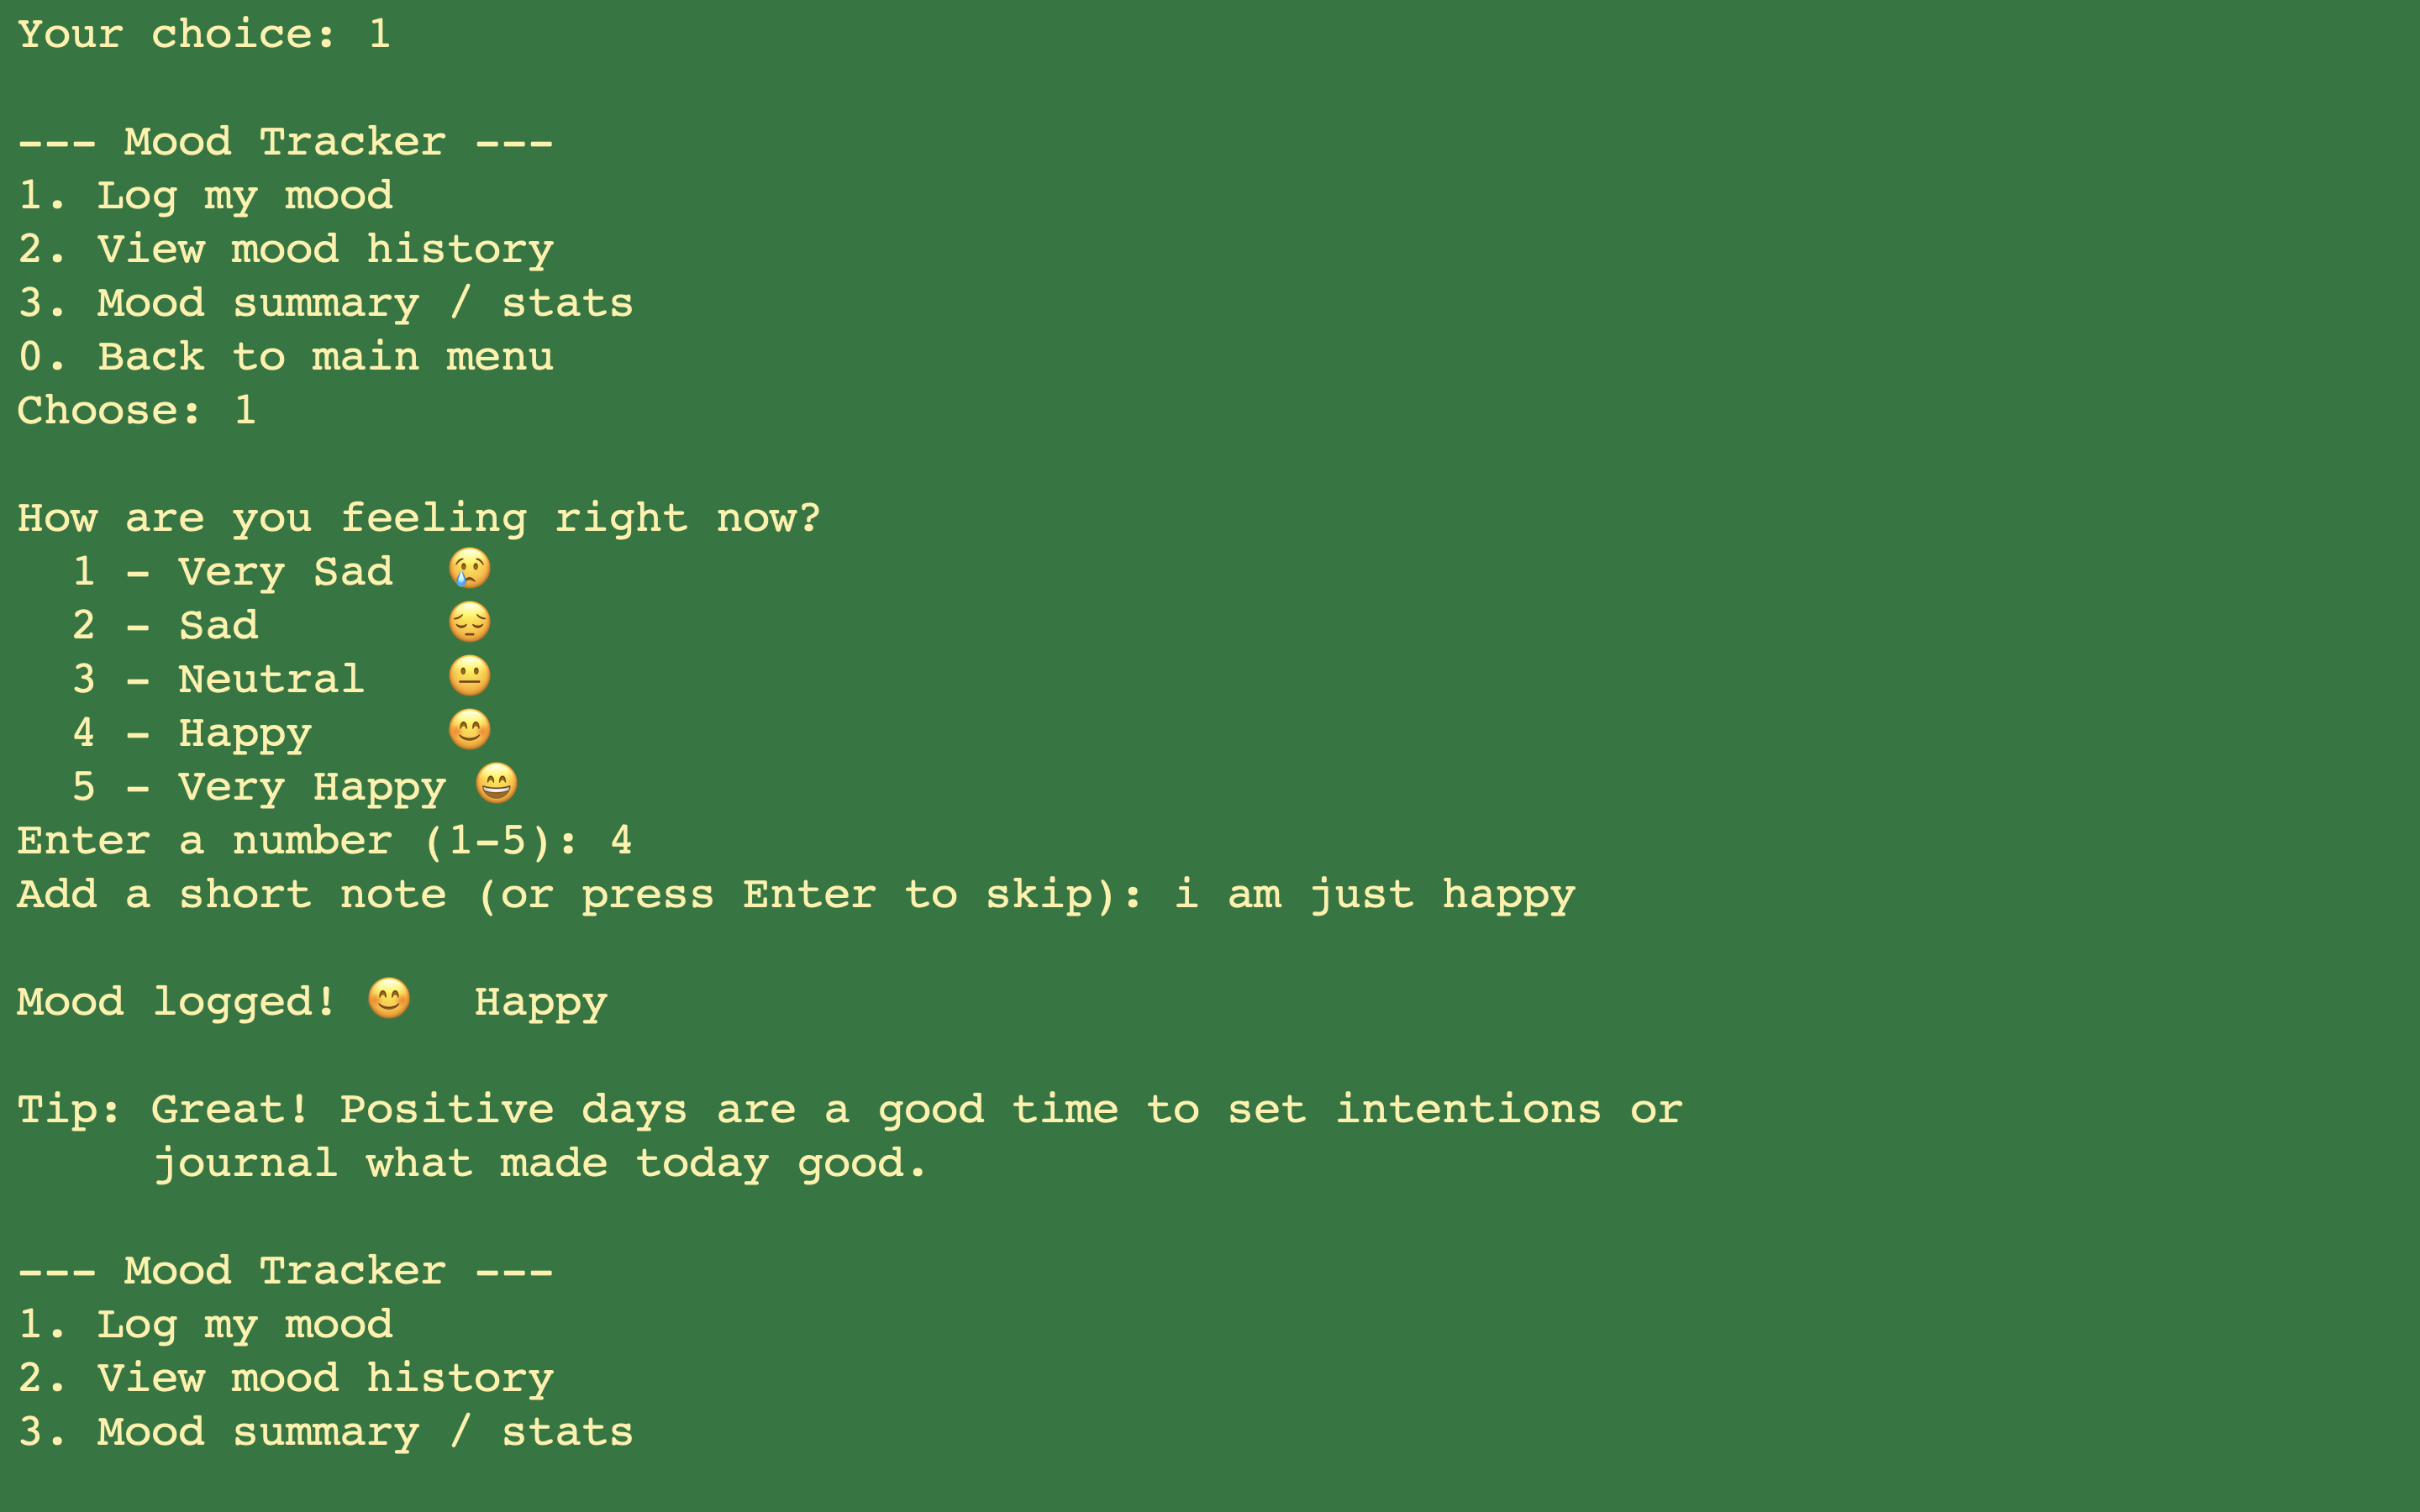 Your choice: 1
--- Mood Tracker ---
1. Log my mood
2. View mood history
3. Mood summary / stats
0. Back to main menu
Choose: 1
How are you feeling right now?
1 - Very Sad 😢
2 - Sad 😔
3 - Neutral 😐
4 - Happy 😊
5 - Very Happy 😄
Enter a number (1-5): 4
Add a short note (or press Enter to skip): i am just happy
Mood logged! 😊 Happy
Tip: Great! Positive days are a good time to set intentions or
journal what made today good.
--- Mood Tracker ---
1. Log my mood
2. View mood history
3. Mood summary / stats